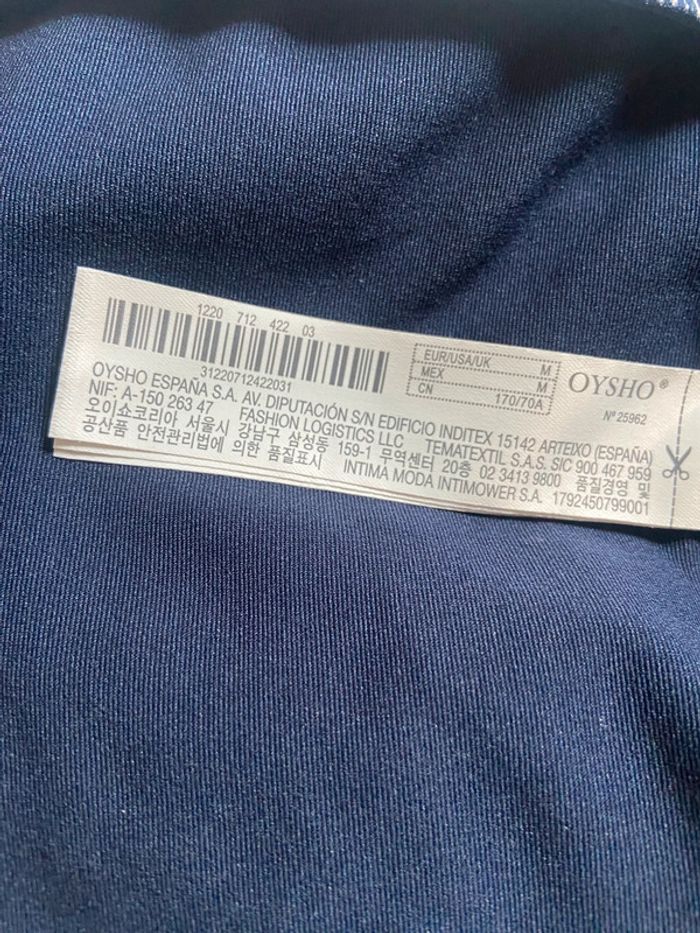 1220 712 422 03
31220712422031
EUR/USA/UK M
MEX M
CN 170/70A
OYSHO®
Nº 25962
OYSHO ESPAÑA S.A. AV. DIPUTACIÓN S/N EDIFICIO INDITEX 15142 ARTEIXO (ESPAÑA)
NIF: A-150 263 47 FASHION LOGISTICS LLC TEMATEXTIL S.A.S. SIC 900 467 959
오이쇼코리아 서울시 강남구 삼성동 159-1 무역센터 20층 02 3413 9800 품질경영 및
공산품 안전관리법에 의한 품질표시 INTIMA MODA INTIMOWER S.A. 1792450799001